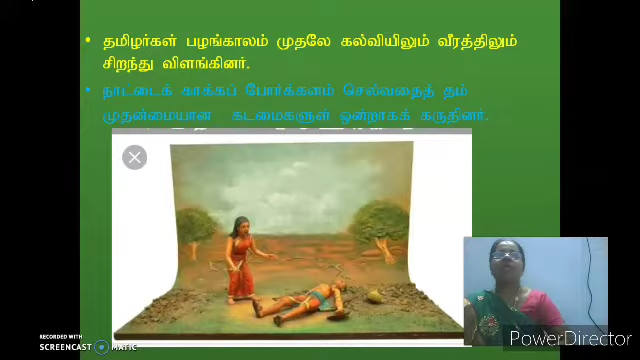 தமிழர்கள் பழங்காலம் முதலே கல்வியிலும் வீரத்திலும்
சிறந்து விளங்கினர்.
நாட்டைக் காக்கப் போர்க்களம் செல்வதைத் தம்
முதன்மையான கடமைகளுள் ஒன்றாகக் கருதினர்.
PowerDirector
RECORDED WITH
SCREENCAST MATIC